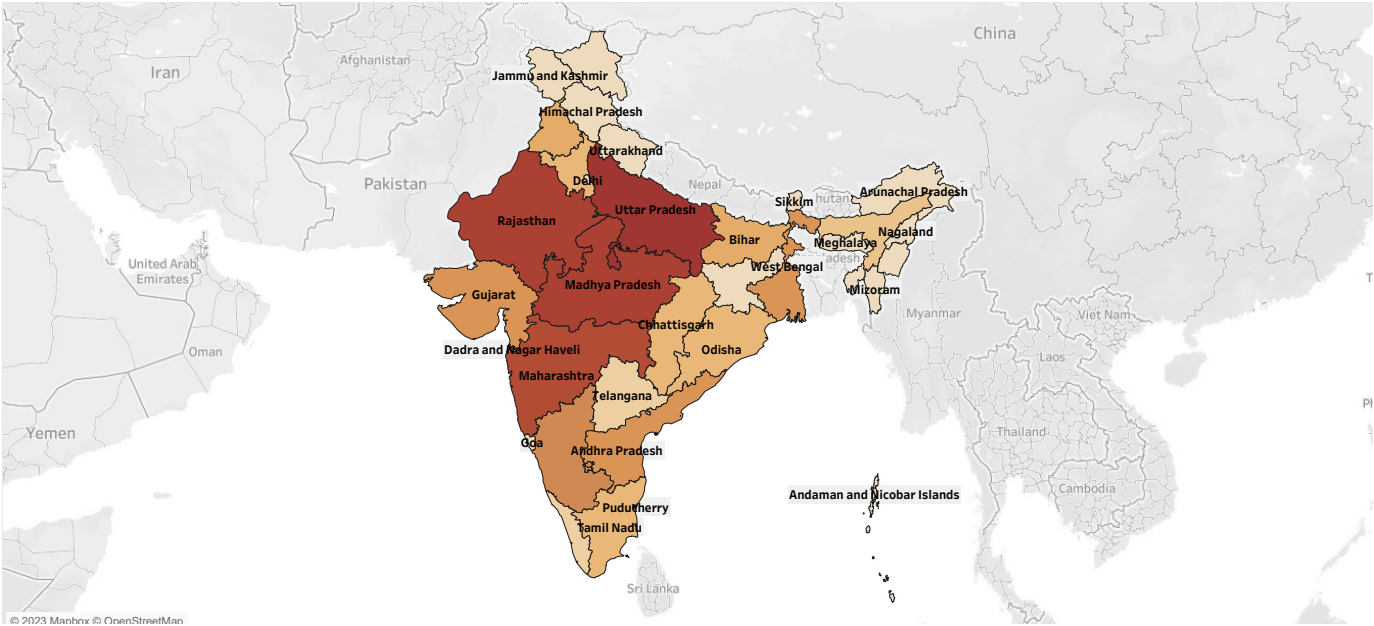 China
Iran
Afghanistan
Jammu and Kashmir
Himachal Pradesh
Uttarakhand
Pakistan
Delhi
Nepal
Sikkim
hutan
Arunachal Pradesh
Rajasthan
Uttar Pradesh
Bihar
Nagaland
Meghalaya
adesh
United Arab
Emirates
West Bengal
Gujarat
Madhya Pradesh
Mizoram
Myanmar
Viet Nam
Chhattisgarh
Oman
Dadra and Nagar Haveli
Odisha
Laos
Maharashtra
Telangana
Yemen
Goa
Andhra Pradesh
Thailand
Cambodia
Andaman and Nicobar Islands
Puducherry
Tamil Nadu
Sri Lanka
© 2023 Mapbox © OpenStreetMap